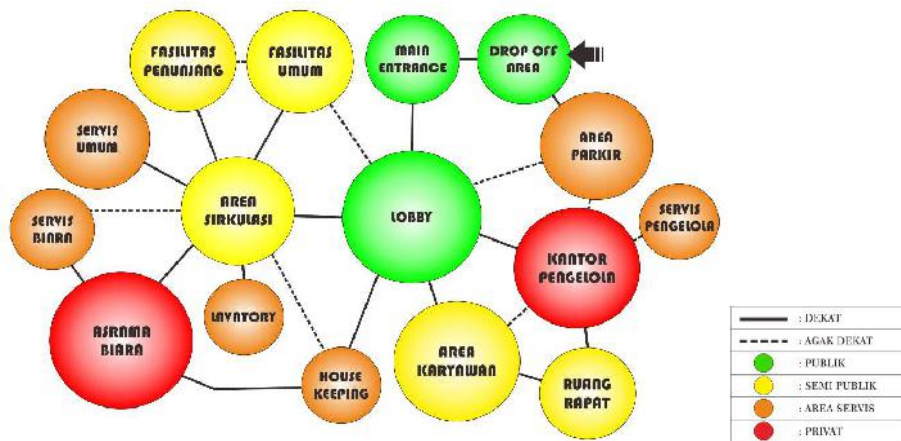 FASILITAS
PENUNJANG
FASILITAS
UMUM
MAIN
ENTRANCE
DROP OFF
AREA
SERVIS
UMUM
AREA
PARKIR
SERVIS
BIARA
AREA
SIRKULASI
LOBBY
SERVIS
PENGELOLA
KANTOR
PENGELOLA
ASRAMA
BIARA
LAVATORY
HOUSE
KEEPING
AREA
KARYAWAN
RUANG
RAPAT
: DEKAT
: AGAK DEKAT
: PUBLIK
: SEMI PUBLIK
: AREA SERVIS
: PRIVAT